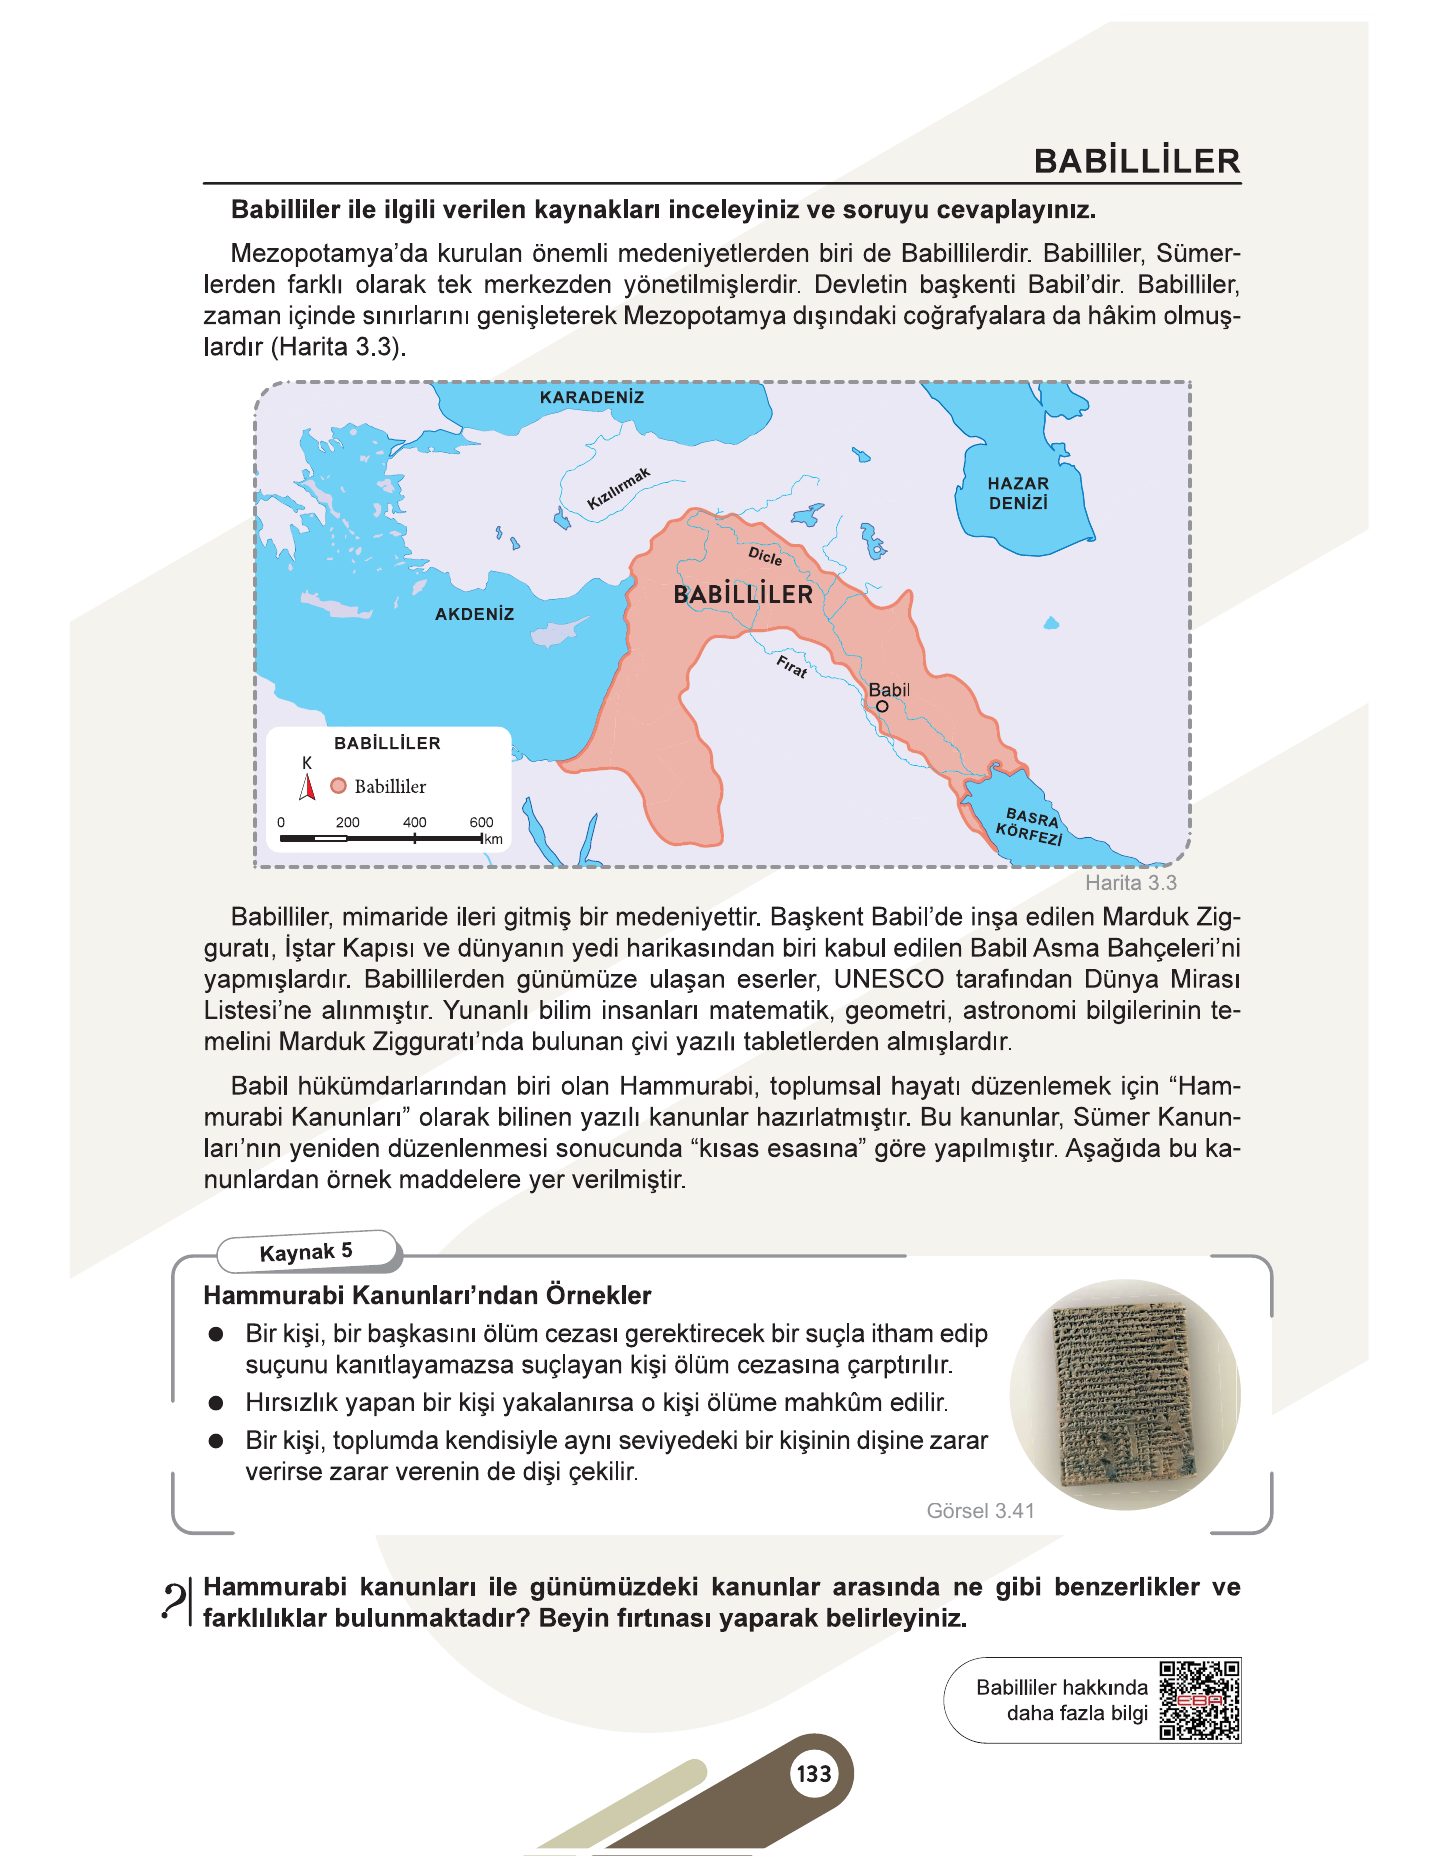 BABİLLİLER
Babilliler ile ilgili verilen kaynakları inceleyiniz ve soruyu cevaplayınız.
Mezopotamya’da kurulan önemli medeniyetlerden biri de Babillilerdir. Babilliler, Sümer-
lerden farklı olarak tek merkezden yönetilmişlerdir. Devletin başkenti Babil’dir. Babilliler,
zaman içinde sınırlarını genişleterek Mezopotamya dışındaki coğrafyalara da hâkim olmuş-
lardır (Harita 3.3).
KARADENİZ
Kızılırmak
HAZAR
DENİZİ
Dicle
BABİLLİLER
AKDENİZ
Fırat
Babil
BABİLLİLER
K
Babilliler
0 200 400 600
km
BASRA
KÖRFEZİ
Harita 3.3
Babilliler, mimaride ileri gitmiş bir medeniyettir. Başkent Babil’de inşa edilen Marduk Zig-
guratı, İştar Kapısı ve dünyanın yedi harikasından biri kabul edilen Babil Asma Bahçeleri’ni
yapmışlardır. Babillilerden günümüze ulaşan eserler, UNESCO tarafından Dünya Mirası
Listesi’ne alınmıştır. Yunanlı bilim insanları matematik, geometri, astronomi bilgilerinin te-
melini Marduk Zigguratı’nda bulunan çivi yazılı tabletlerden almışlardır.
Babil hükümdarlarından biri olan Hammurabi, toplumsal hayatı düzenlemek için “Ham-
murabi Kanunları” olarak bilinen yazılı kanunlar hazırlatmıştır. Bu kanunlar, Sümer Kanun-
ları’nın yeniden düzenlenmesi sonucunda “kısas esasına” göre yapılmıştır. Aşağıda bu ka-
nunlardan örnek maddelere yer verilmiştir.
Kaynak 5
Hammurabi Kanunları’ndan Örnekler
● Bir kişi, bir başkasını ölüm cezası gerektirecek bir suçla itham edip
suçunu kanıtlayamazsa suçlayan kişi ölüm cezasına çarptırılır.
● Hırsızlık yapan bir kişi yakalanırsa o kişi ölüme mahkûm edilir.
● Bir kişi, toplumda kendisiyle aynı seviyedeki bir kişinin dişine zarar
verirse zarar verenin de dişi çekilir.
Görsel 3.41
? Hammurabi kanunları ile günümüzdeki kanunlar arasında ne gibi benzerlikler ve
farklılıklar bulunmaktadır? Beyin fırtınası yaparak belirleyiniz.
Babilliler hakkında
daha fazla bilgi
EBA
133